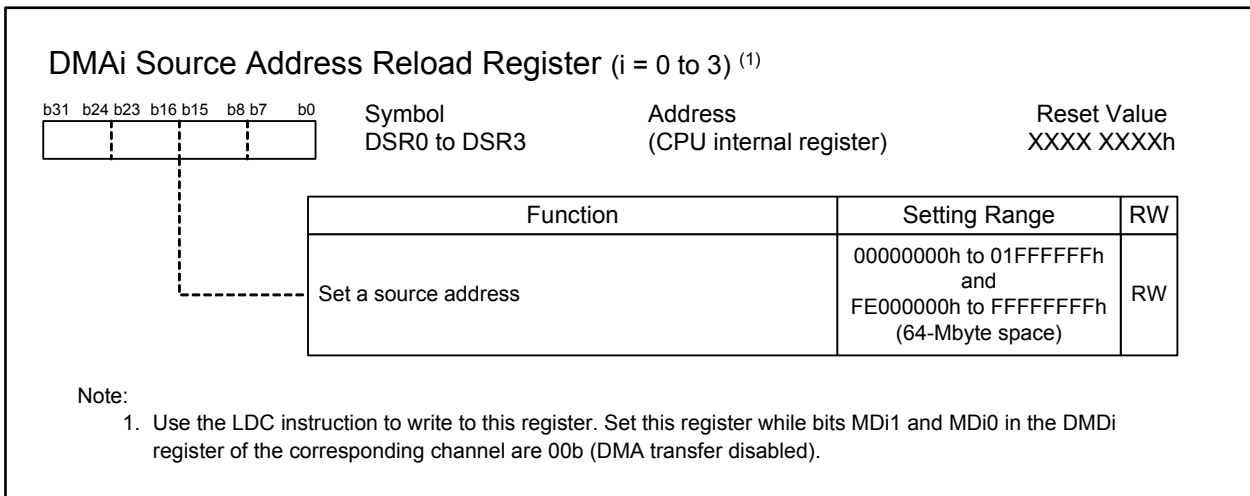 DMAi Source Address Reload Register (i = 0 to 3) (1)
b31 b24 b23 b16 b15 b8 b7 b0
Symbol Address Reset Value
DSR0 to DSR3 (CPU internal register) XXXX XXXXh
Function Setting Range RW
Set a source address
00000000h to 01FFFFFFh
and
FE000000h to FFFFFFFFh
(64-Mbyte space)
RW
Note:
1. Use the LDC instruction to write to this register. Set this register while bits MDi1 and MDi0 in the DMDi
register of the corresponding channel are 00b (DMA transfer disabled).